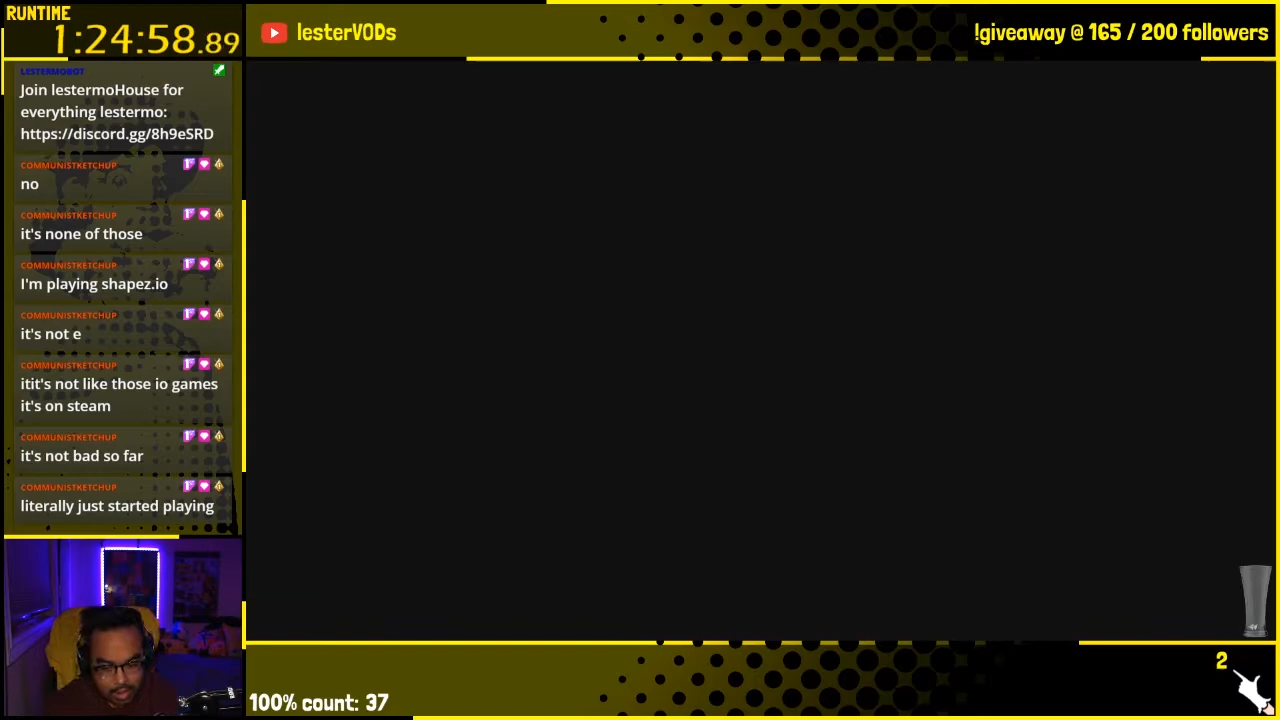 RUNTIME
1:24:58.89
lesterVODs
!giveaway @ 165 / 200 followers
LESTERMOBOT
Join lestermoHouse for
everything lestermo:
https://discord.gg/8h9eSRD
COMMUNISTKETCHUP
no
COMMUNISTKETCHUP
it's none of those
COMMUNISTKETCHUP
I'm playing shapez.io
COMMUNISTKETCHUP
it's not e
COMMUNISTKETCHUP
itit's not like those io games
it's on steam
COMMUNISTKETCHUP
it's not bad so far
COMMUNISTKETCHUP
literally just started playing
2
100% count: 37